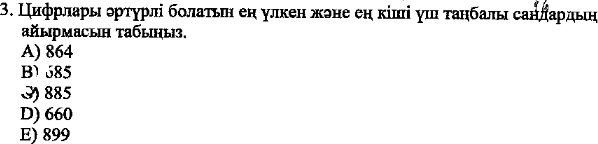 3. Цифрлары әртүрлі болатын ең үлкен және ең кіші үш таңбалы сандардың
айырмасын табыңыз.
A) 864
B) 685
C) 885
D) 660
E) 899